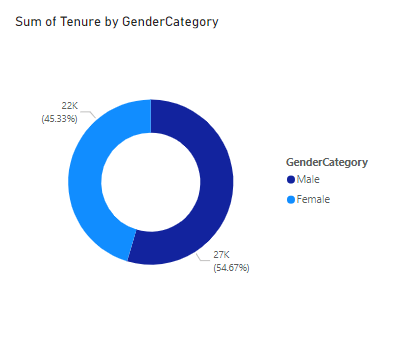 Sum of Tenure by GenderCategory
22K
(45.33%)
GenderCategory
Male
Female
27K
(54.67%)